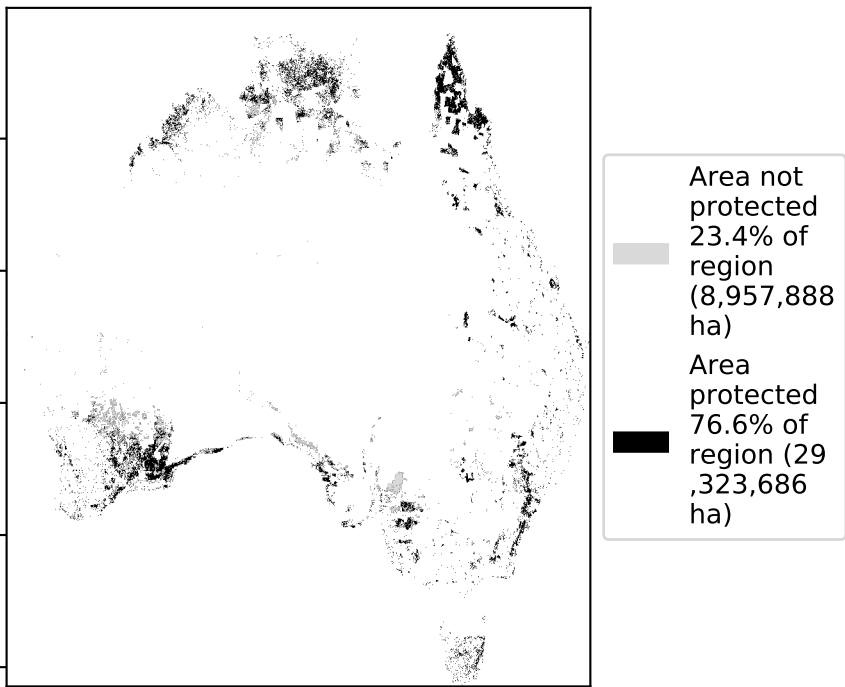 Area not
protected
23.4% of
region
(8,957,888
ha)
Area
protected
76.6% of
region (29
,323,686
ha)